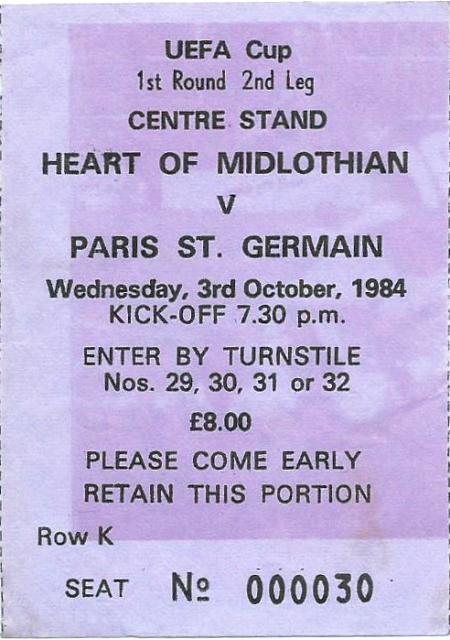 UEFA Cup
1st Round 2nd Leg
CENTRE STAND
HEART OF MIDLOTHIAN
V
PARIS ST. GERMAIN
Wednesday, 3rd October, 1984
KICK-OFF 7.30 p.m.
ENTER BY TURNSTILE
Nos. 29, 30, 31 or 32
£8.00
PLEASE COME EARLY
RETAIN THIS PORTION
Row K
SEAT Nº 000030